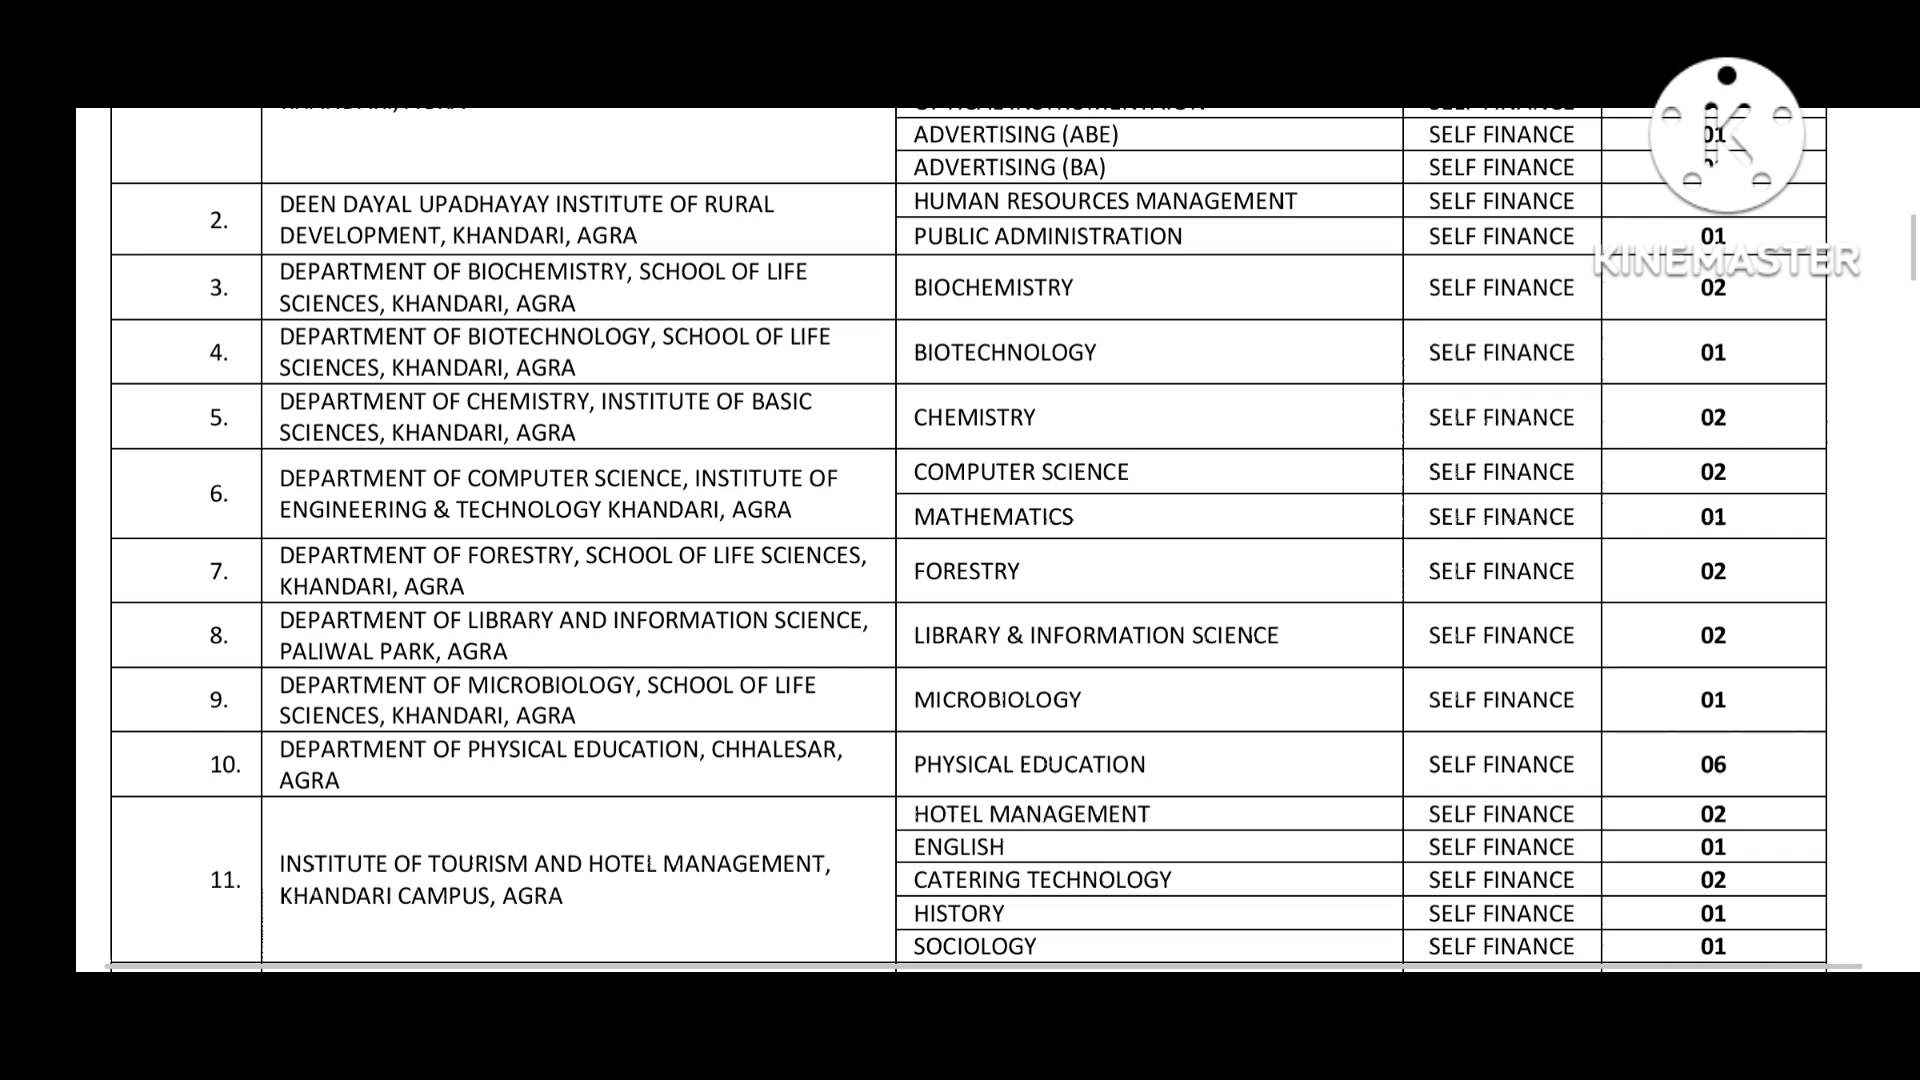 ADVERTISING (ABE) SELF FINANCE 01
ADVERTISING (BA) SELF FINANCE
2. DEEN DAYAL UPADHAYAY INSTITUTE OF RURAL
DEVELOPMENT, KHANDARI, AGRA
HUMAN RESOURCES MANAGEMENT SELF FINANCE
PUBLIC ADMINISTRATION SELF FINANCE 01
KINEMASTER
3. DEPARTMENT OF BIOCHEMISTRY, SCHOOL OF LIFE
SCIENCES, KHANDARI, AGRA
BIOCHEMISTRY SELF FINANCE 02
4. DEPARTMENT OF BIOTECHNOLOGY, SCHOOL OF LIFE
SCIENCES, KHANDARI, AGRA
BIOTECHNOLOGY SELF FINANCE 01
5. DEPARTMENT OF CHEMISTRY, INSTITUTE OF BASIC
SCIENCES, KHANDARI, AGRA
CHEMISTRY SELF FINANCE 02
6. DEPARTMENT OF COMPUTER SCIENCE, INSTITUTE OF
ENGINEERING & TECHNOLOGY KHANDARI, AGRA
COMPUTER SCIENCE SELF FINANCE 02
MATHEMATICS SELF FINANCE 01
7. DEPARTMENT OF FORESTRY, SCHOOL OF LIFE SCIENCES,
KHANDARI, AGRA
FORESTRY SELF FINANCE 02
8. DEPARTMENT OF LIBRARY AND INFORMATION SCIENCE,
PALIWAL PARK, AGRA
LIBRARY & INFORMATION SCIENCE SELF FINANCE 02
9. DEPARTMENT OF MICROBIOLOGY, SCHOOL OF LIFE
SCIENCES, KHANDARI, AGRA
MICROBIOLOGY SELF FINANCE 01
10. DEPARTMENT OF PHYSICAL EDUCATION, CHHALESAR,
AGRA
PHYSICAL EDUCATION SELF FINANCE 06
11. INSTITUTE OF TOURISM AND HOTEL MANAGEMENT,
KHANDARI CAMPUS, AGRA
HOTEL MANAGEMENT SELF FINANCE 02
ENGLISH SELF FINANCE 01
CATERING TECHNOLOGY SELF FINANCE 02
HISTORY SELF FINANCE 01
SOCIOLOGY SELF FINANCE 01